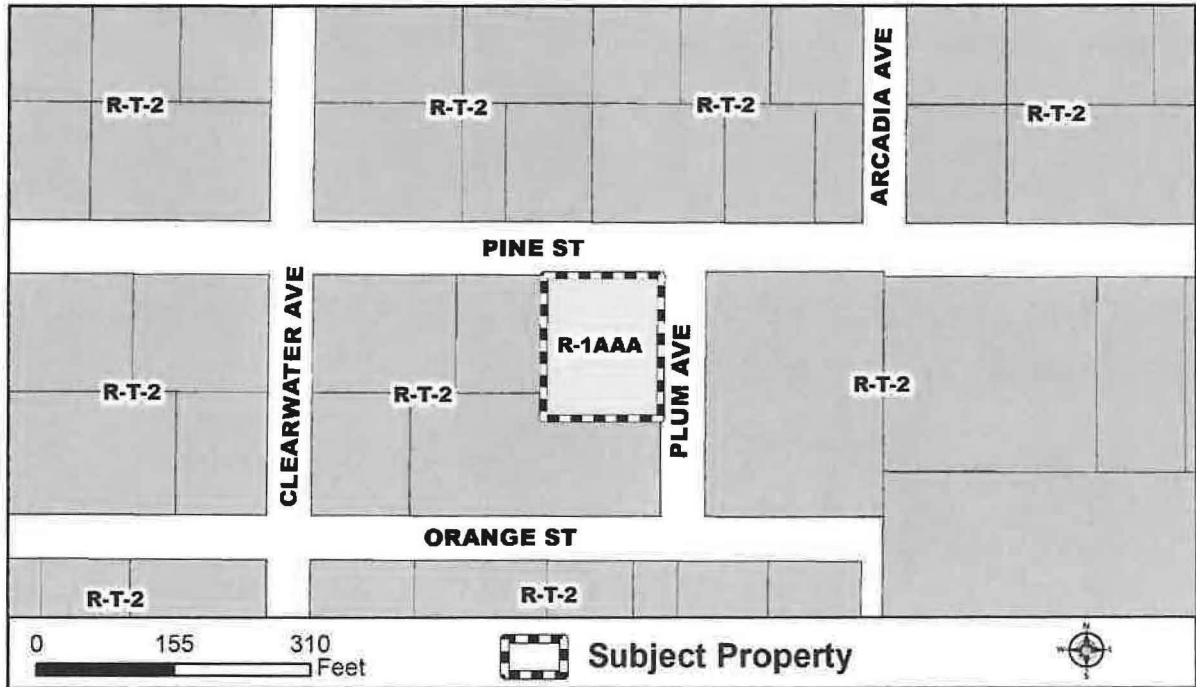 R-T-2
R-T-2
R-T-2
ARCADIA AVE
R-T-2
PINE ST
CLEARWATER AVE
R-1AAA
PLUM AVE
R-T-2
R-T-2
R-T-2
ORANGE ST
R-T-2
R-T-2
0 155 310
Feet
Subject Property
N
W E
S